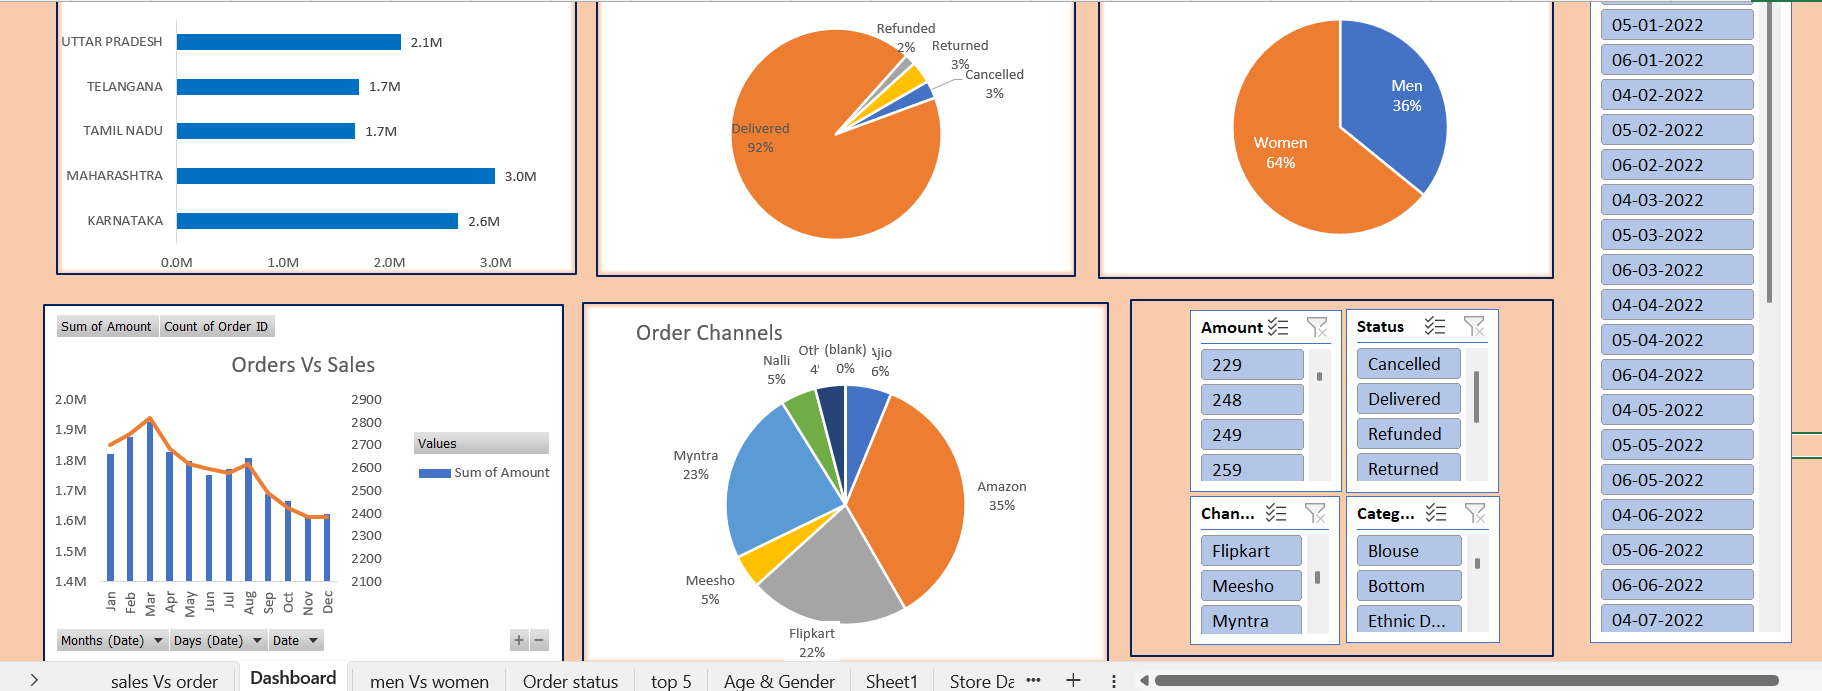 UTTAR PRADESH
2.1M
TELANGANA
1.7M
TAMIL NADU
1.7M
MAHARASHTRA
3.0M
KARNATAKA
2.6M
0.0M 1.0M 2.0M 3.0M
Refunded
2%
Returned
3%
Cancelled
3%
Delivered
92%
Men
36%
Women
64%
05-01-2022
06-01-2022
04-02-2022
05-02-2022
06-02-2022
04-03-2022
05-03-2022
06-03-2022
04-04-2022
05-04-2022
06-04-2022
04-05-2022
05-05-2022
06-05-2022
04-06-2022
05-06-2022
06-06-2022
04-07-2022
Sum of Amount Count of Order ID
Orders Vs Sales
2.0M
1.9M
1.8M
1.7M
1.6M
1.5M
1.4M
2900
2800
2700
2600
2500
2400
2300
2200
2100
Jan Feb Mar Apr May Jun Jul Aug Sep Oct Nov Dec
Values
Sum of Amount
Months (Date) Days (Date) Date
+ −
Order Channels
Nalli
5%
Oth
4%
(blank)
0%
Ajio
6%
Myntra
23%
Amazon
35%
Meesho
5%
Flipkart
22%
Amount
229
248
249
259
Status
Cancelled
Delivered
Refunded
Returned
Chan...
Flipkart
Meesho
Myntra
Categ...
Blouse
Bottom
Ethnic D...
sales Vs order Dashboard men Vs women Order status top 5 Age & Gender Sheet1 Store Da ••• +